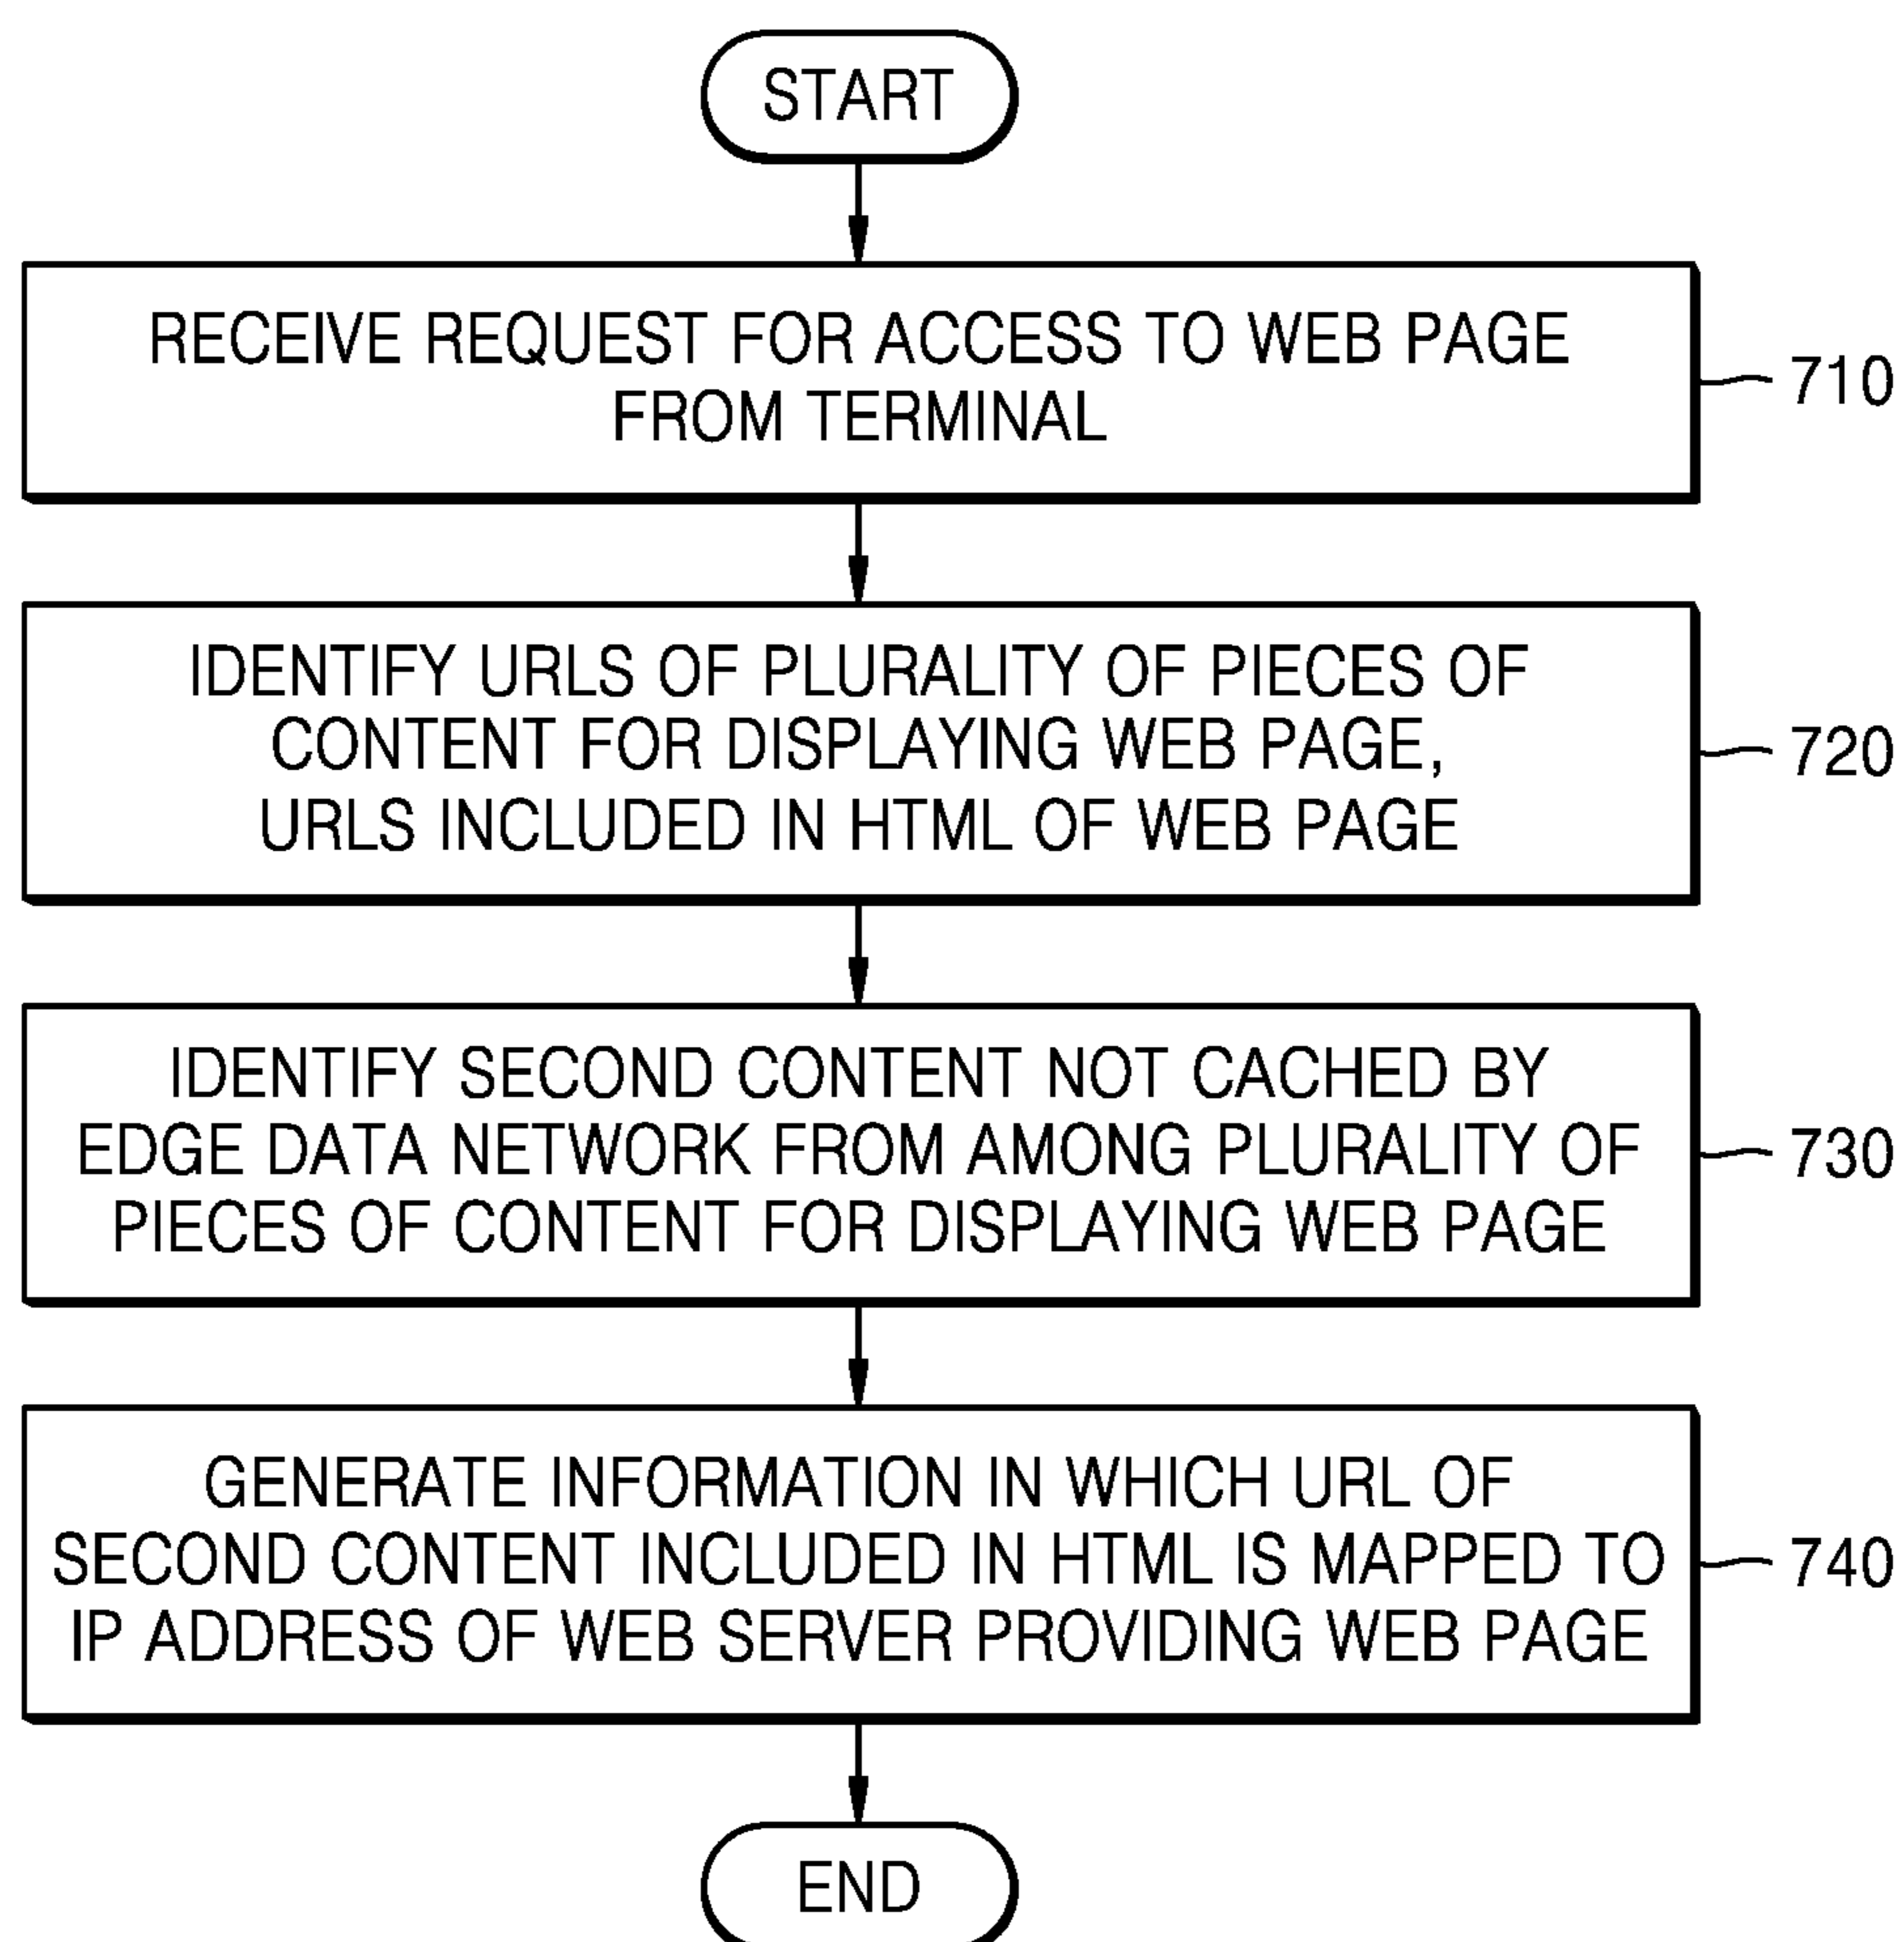 START
RECEIVE REQUEST FOR ACCESS TO WEB PAGE
FROM TERMINAL
710
IDENTIFY URLS OF PLURALITY OF PIECES OF
CONTENT FOR DISPLAYING WEB PAGE,
URLS INCLUDED IN HTML OF WEB PAGE
720
IDENTIFY SECOND CONTENT NOT CACHED BY
EDGE DATA NETWORK FROM AMONG PLURALITY OF
PIECES OF CONTENT FOR DISPLAYING WEB PAGE
730
GENERATE INFORMATION IN WHICH URL OF
SECOND CONTENT INCLUDED IN HTML IS MAPPED TO
IP ADDRESS OF WEB SERVER PROVIDING WEB PAGE
740
END